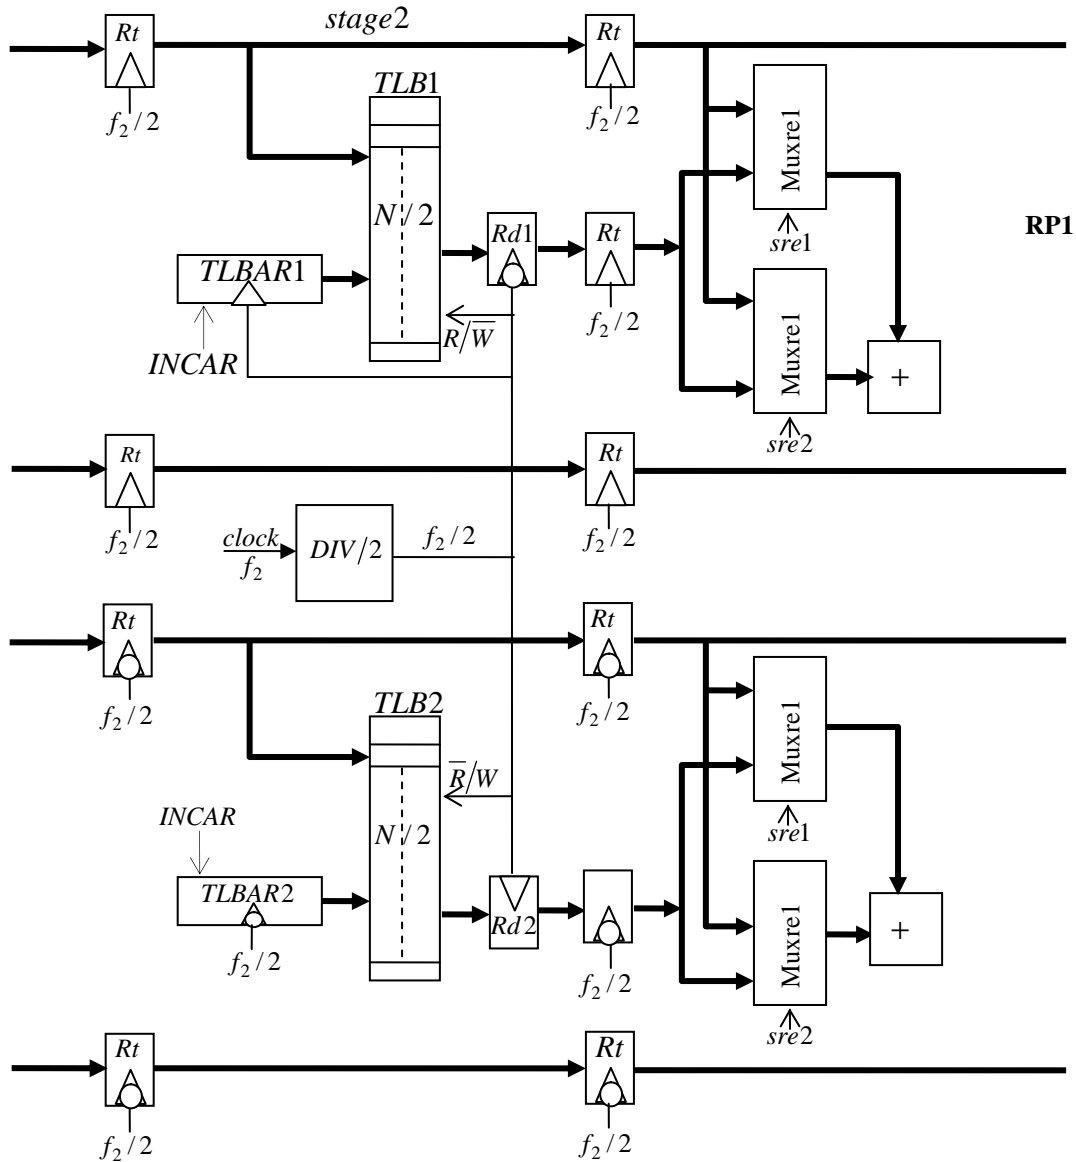 stage2
Rt
Rt
f₂/2
f₂/2
TLB1
N/2
Muxre1
sre1
RP1
Rd1
Rt
f₂/2
TLBAR1
INCAR
R/W̅
Muxre1
sre2
+
Rt
Rt
f₂/2
f₂/2
clock
f₂
DIV/2
f₂/2
Rt
Rt
f₂/2
f₂/2
TLB2
N/2
R̅/W
Muxre1
sre1
INCAR
TLBAR2
f₂/2
Rd2
f₂/2
Muxre1
sre2
+
Rt
Rt
f₂/2
f₂/2